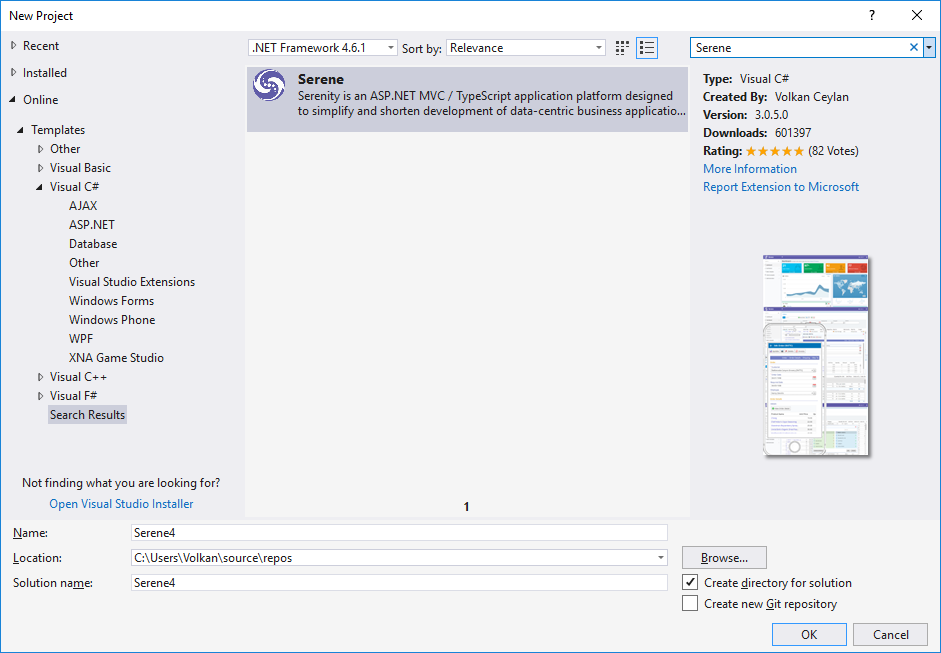 New Project
?
Recent
Installed
Online
Templates
Other
Visual Basic
Visual C#
AJAX
ASP.NET
Database
Other
Visual Studio Extensions
Windows Forms
Windows Phone
WPF
XNA Game Studio
Visual C++
Visual F#
Search Results
Not finding what you are looking for?
Open Visual Studio Installer
.NET Framework 4.6.1 Sort by: Relevance
Serene
Serenity is an ASP.NET MVC / TypeScript application platform designed
to simplify and shorten development of data-centric business applicatio...
1
Serene
Type: Visual C#
Created By: Volkan Ceylan
Version: 3.0.5.0
Downloads: 601397
Rating: ★★★★★ (82 Votes)
More Information
Report Extension to Microsoft
Name: Serene4
Location: C:\Users\Volkan\source\repos
Solution name: Serene4
Browse...
Create directory for solution
Create new Git repository
OK Cancel